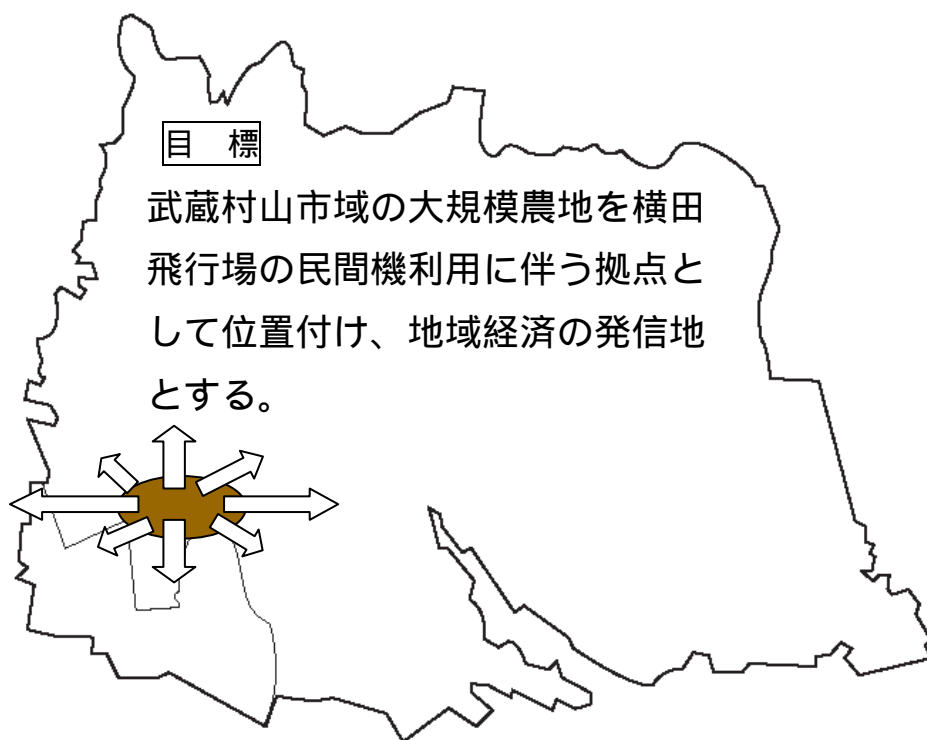 目　標
武蔵村山市域の大規模農地を横田
飛行場の民間機利用に伴う拠点と
して位置付け、地域経済の発信地
とする。